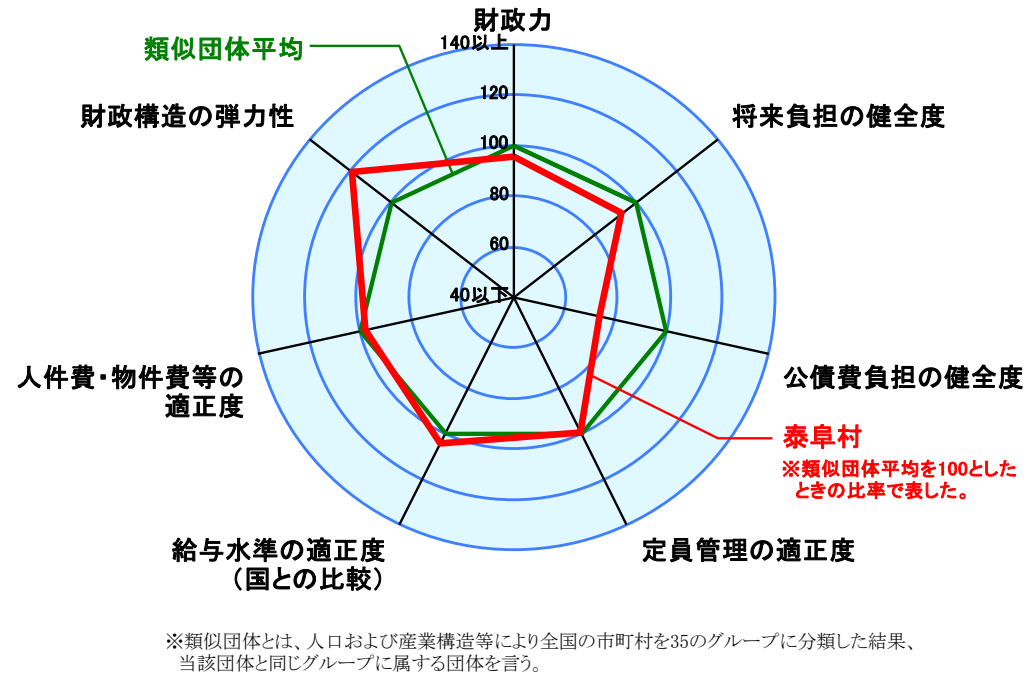 財政力
140以上
類似団体平均
120
財政構造の弾力性
将来負担の健全度
100
80
60
40以下
人件費・物件費等の
適正度
公債費負担の健全度
泰阜村
※類似団体平均を100とした
ときの比率で表した。
給与水準の適正度
（国との比較）
定員管理の適正度
※類似団体とは、人口および産業構造等により全国の市町村を35のグループに分類した結果、
当該団体と同じグループに属する団体を言う。